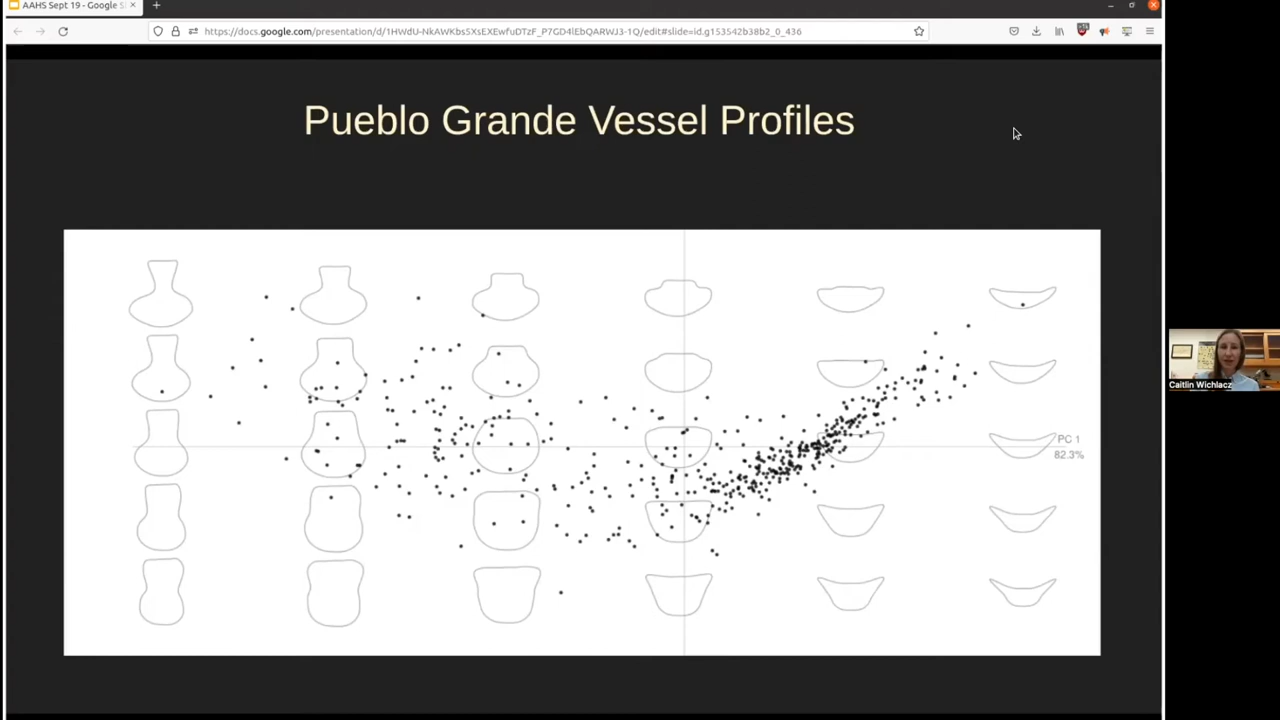 AAHS Sept 19 - Google S
https://docs.google.com/presentation/d/1HWdU-NkAWKbs5XsEXEwfuDTzF_P7GD4lEbQARWJ3-1Q/edit#slide=id.g153542b38b2_0_436
Pueblo Grande Vessel Profiles
PC 1
82.3%
Caitlin Wichlacz